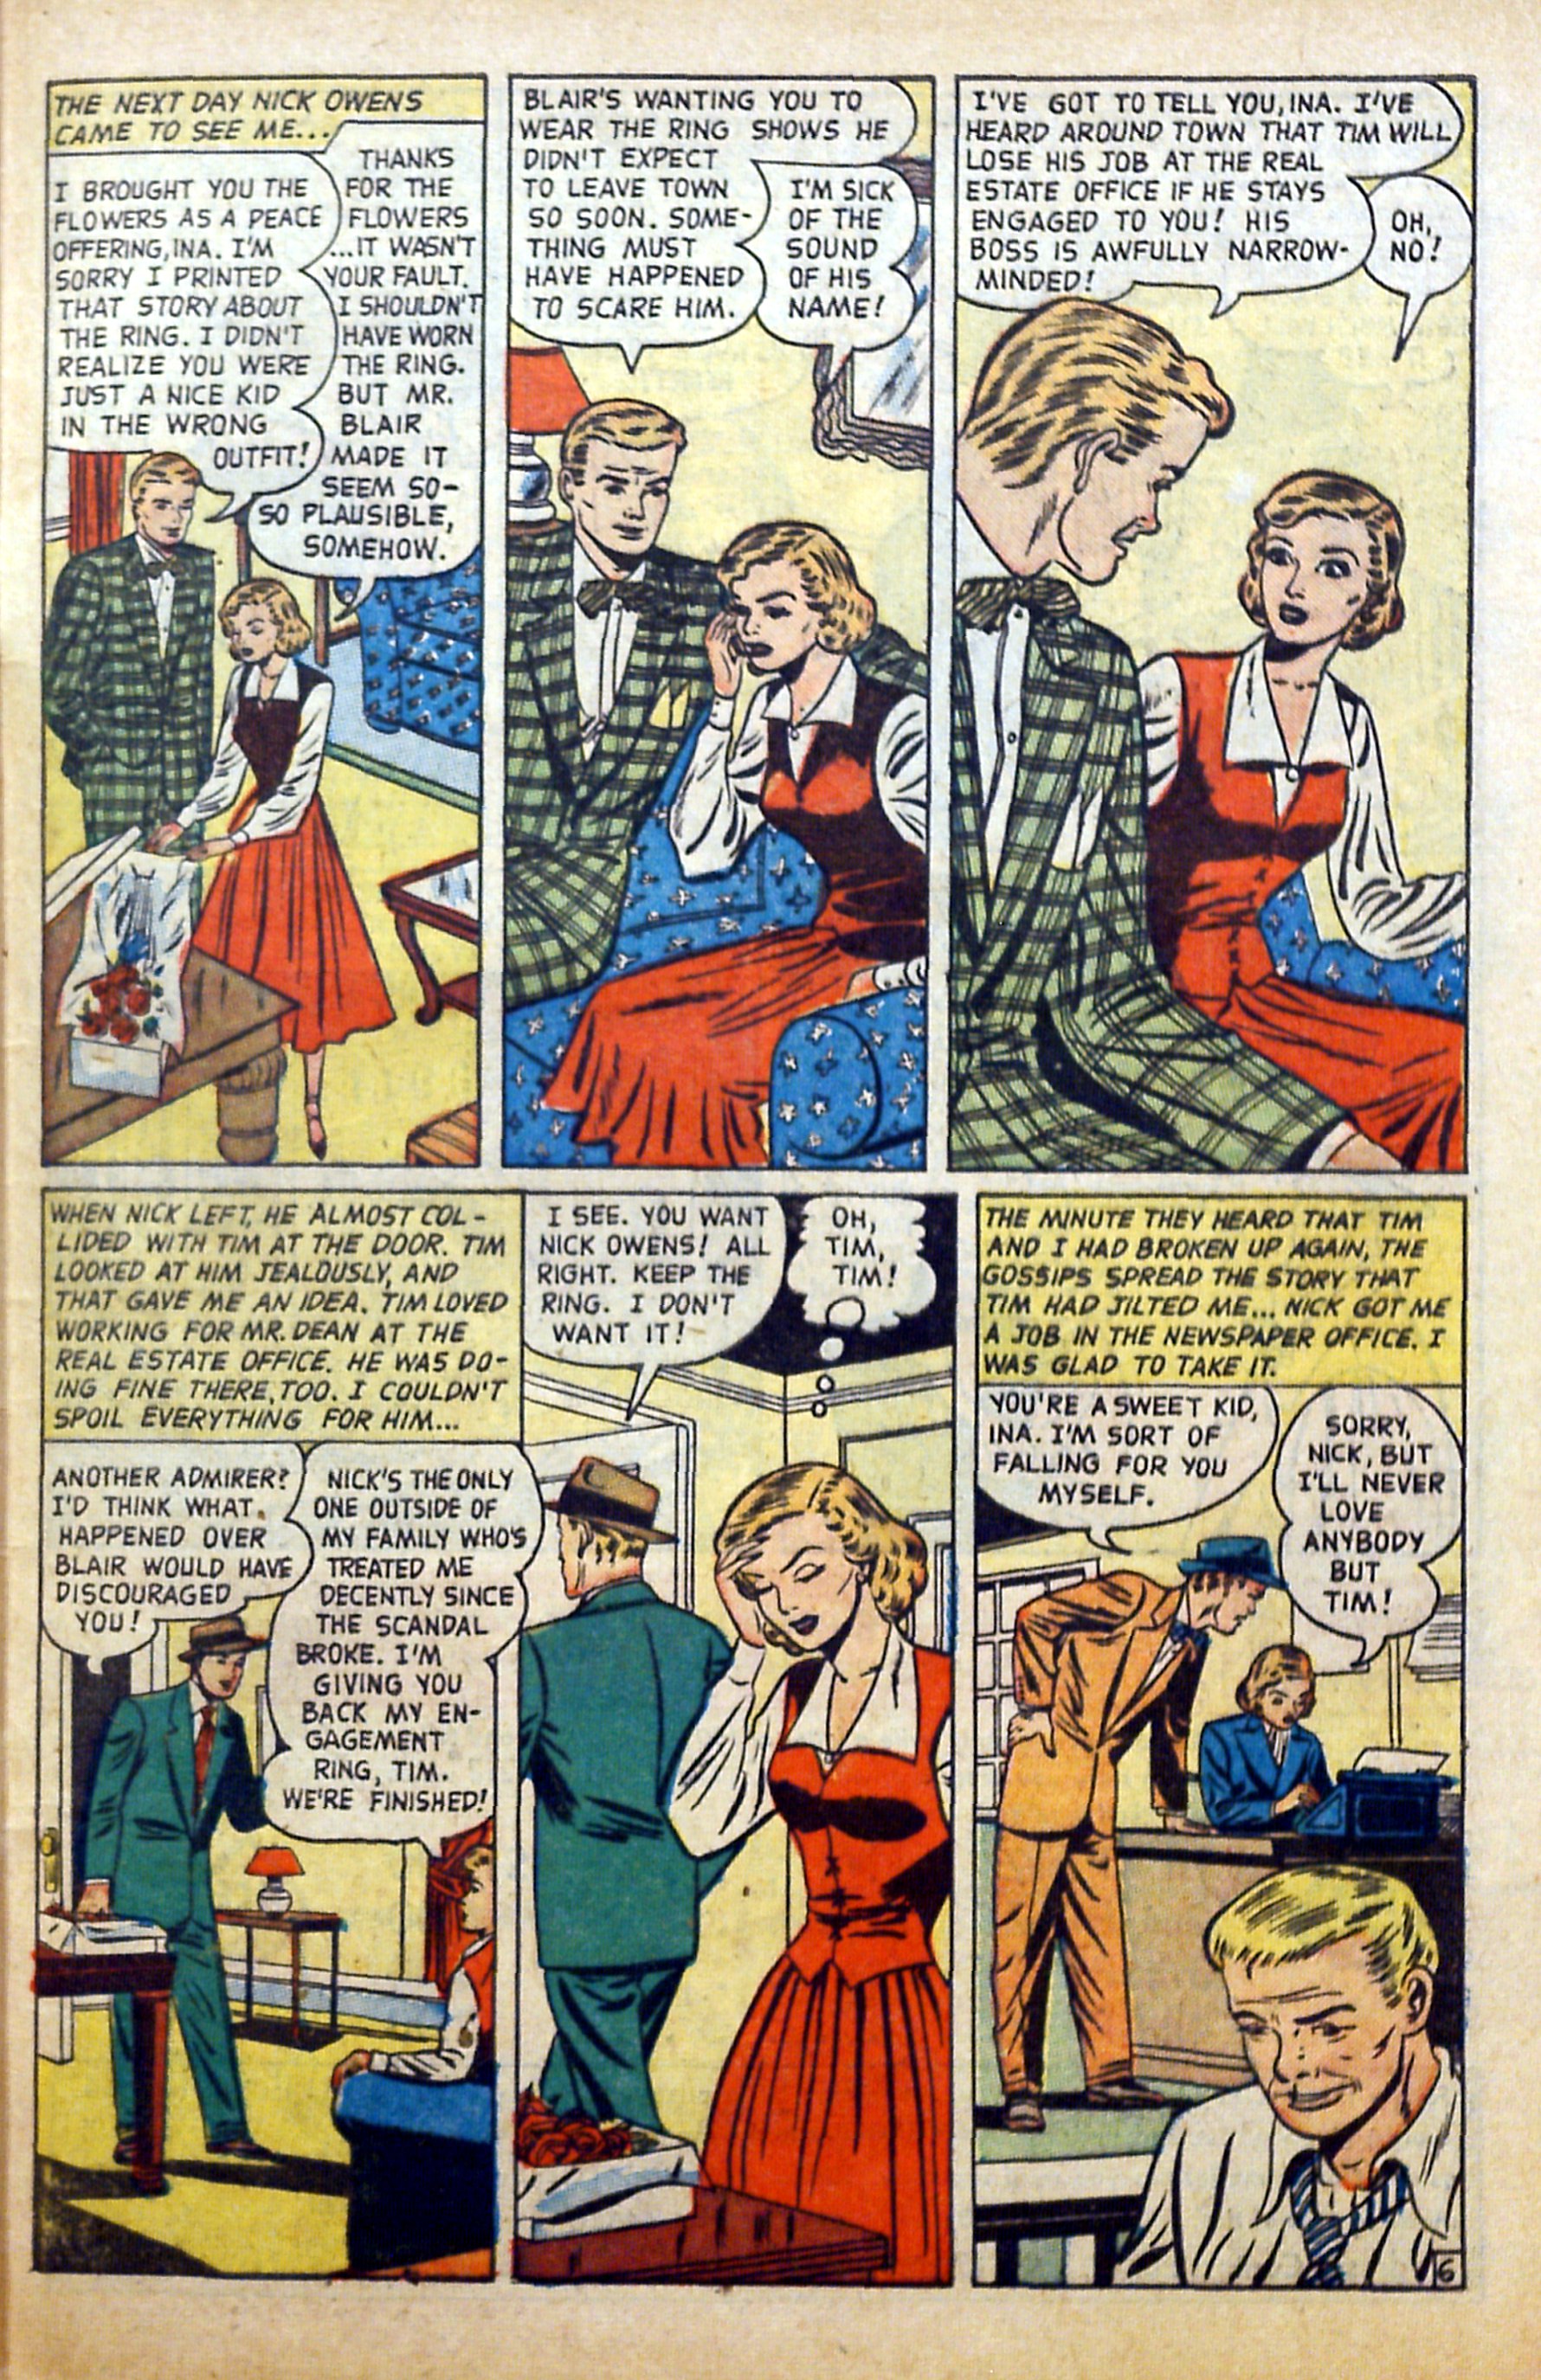 THE NEXT DAY NICK OWENS
CAME TO SEE ME...
I BROUGHT YOU THE
FLOWERS AS A PEACE
OFFERING, INA. I'M
SORRY I PRINTED
THAT STORY ABOUT
THE RING. I DIDN'T
REALIZE YOU WERE
JUST A NICE KID
IN THE WRONG
OUTFIT!
THANKS
FOR THE
FLOWERS
...IT WASN'T
YOUR FAULT.
I SHOULDN'T
HAVE WORN
THE RING.
BUT MR.
BLAIR
MADE IT
SEEM SO-
SO PLAUSIBLE,
SOMEHOW.
BLAIR'S WANTING YOU TO
WEAR THE RING SHOWS HE
DIDN'T EXPECT
TO LEAVE TOWN
SO SOON. SOME-
THING MUST
HAVE HAPPENED
TO SCARE HIM.
I'M SICK
OF THE
SOUND
OF HIS
NAME!
I'VE GOT TO TELL YOU, INA. I'VE
HEARD AROUND TOWN THAT TIM WILL
LOSE HIS JOB AT THE REAL
ESTATE OFFICE IF HE STAYS
ENGAGED TO YOU! HIS
BOSS IS AWFULLY NARROW-
MINDED!
OH,
NO!
WHEN NICK LEFT, HE ALMOST COL-
LIDED WITH TIM AT THE DOOR. TIM
LOOKED AT HIM JEALOUSLY, AND
THAT GAVE ME AN IDEA. TIM LOVED
WORKING FOR MR. DEAN AT THE
REAL ESTATE OFFICE. HE WAS DO-
ING FINE THERE, TOO. I COULDN'T
SPOIL EVERYTHING FOR HIM...
ANOTHER ADMIRER?
I'D THINK WHAT
HAPPENED OVER
BLAIR WOULD HAVE
DISCOURAGED
YOU!
NICK'S THE ONLY
ONE OUTSIDE OF
MY FAMILY WHO'S
TREATED ME
DECENTLY SINCE
THE SCANDAL
BROKE. I'M
GIVING YOU
BACK MY EN-
GAGEMENT
RING, TIM.
WE'RE FINISHED!
I SEE. YOU WANT
NICK OWENS! ALL
RIGHT. KEEP THE
RING. I DON'T
WANT IT!
OH,
TIM,
TIM!
THE MINUTE THEY HEARD THAT TIM
AND I HAD BROKEN UP AGAIN, THE
GOSSIPS SPREAD THE STORY THAT
TIM HAD JILTED ME... NICK GOT ME
A JOB IN THE NEWSPAPER OFFICE. I
WAS GLAD TO TAKE IT.
YOU'RE A SWEET KID,
INA. I'M SORT OF
FALLING FOR YOU
MYSELF.
SORRY,
NICK, BUT
I'LL NEVER
LOVE
ANYBODY
BUT
TIM!
6